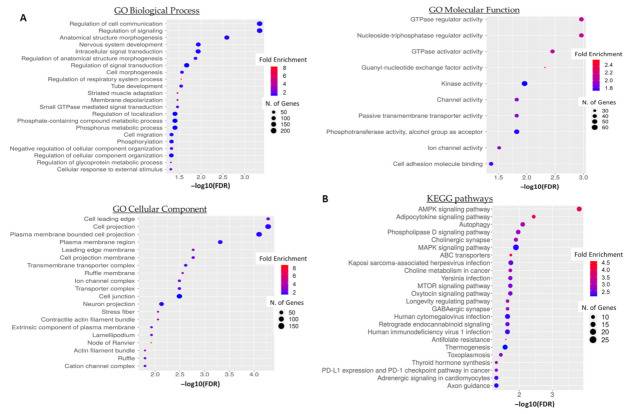 A
GO Biological Process
Regulation of cell communication
Regulation of signaling
Anatomical structure morphogenesis
Nervous system development
Intracellular signal transduction
Regulation of anatomical structure morphogenesis
Regulation of signal transduction
Cell morphogenesis
Regulation of respiratory system process
Tube development
Striated muscle adaptation
Membrane depolarization
Small GTPase mediated signal transduction
Regulation of localization
Phosphate-containing compound metabolic process
Phosphorus metabolic process
Cell migration
Phosphorylation
Negative regulation of cellular component organization
Regulation of cellular component organization
Regulation of glycoprotein metabolic process
Cellular response to external stimulus
1.5 2.0 2.5 3.0 3.5
−log10(FDR)
Fold Enrichment
8
6
4
2
N. of Genes
50
100
150
200
GO Molecular Function
GTPase regulator activity
Nucleoside-triphosphatase regulator activity
GTPase activator activity
Guanyl-nucleotide exchange factor activity
Kinase activity
Channel activity
Passive transmembrane transporter activity
Phosphotransferase activity, alcohol group as acceptor
Ion channel activity
Cell adhesion molecule binding
1.5 2.0 2.5 3.0
−log10(FDR)
Fold Enrichment
2.4
2.2
2.0
1.8
N. of Genes
30
40
50
60
GO Cellular Component
Cell leading edge
Cell projection
Plasma membrane bounded cell projection
Plasma membrane region
Leading edge membrane
Cell projection membrane
Transmembrane transporter complex
Ruffle membrane
Ion channel complex
Transporter complex
Cell junction
Neuron projection
Stress fiber
Contractile actin filament bundle
Extrinsic component of plasma membrane
Lamellipodium
Node of Ranvier
Actin filament bundle
Ruffle
Cation channel complex
2.0 2.5 3.0 3.5 4.0
−log10(FDR)
Fold Enrichment
8
6
4
2
N. of Genes
50
100
150
B
KEGG pathways
AMPK signaling pathway
Adipocytokine signaling pathway
Autophagy
Phospholipase D signaling pathway
Cholinergic synapse
MAPK signaling pathway
ABC transporters
Kaposi sarcoma-associated herpesvirus infection
Choline metabolism in cancer
Yersinia infection
MTOR signaling pathway
Oxytocin signaling pathway
Longevity regulating pathway
GABAergic synapse
Human cytomegalovirus infection
Retrograde endocannabinoid signaling
Human immunodeficiency virus 1 infection
Antifolate resistance
Thermogenesis
Toxoplasmosis
Thyroid hormone synthesis
PD-L1 expression and PD-1 checkpoint pathway in cancer
Adrenergic signaling in cardiomyocytes
Axon guidance
2 3
−log10(FDR)
Fold Enrichment
4.5
4.0
3.5
3.0
2.5
N. of Genes
10
15
20
25